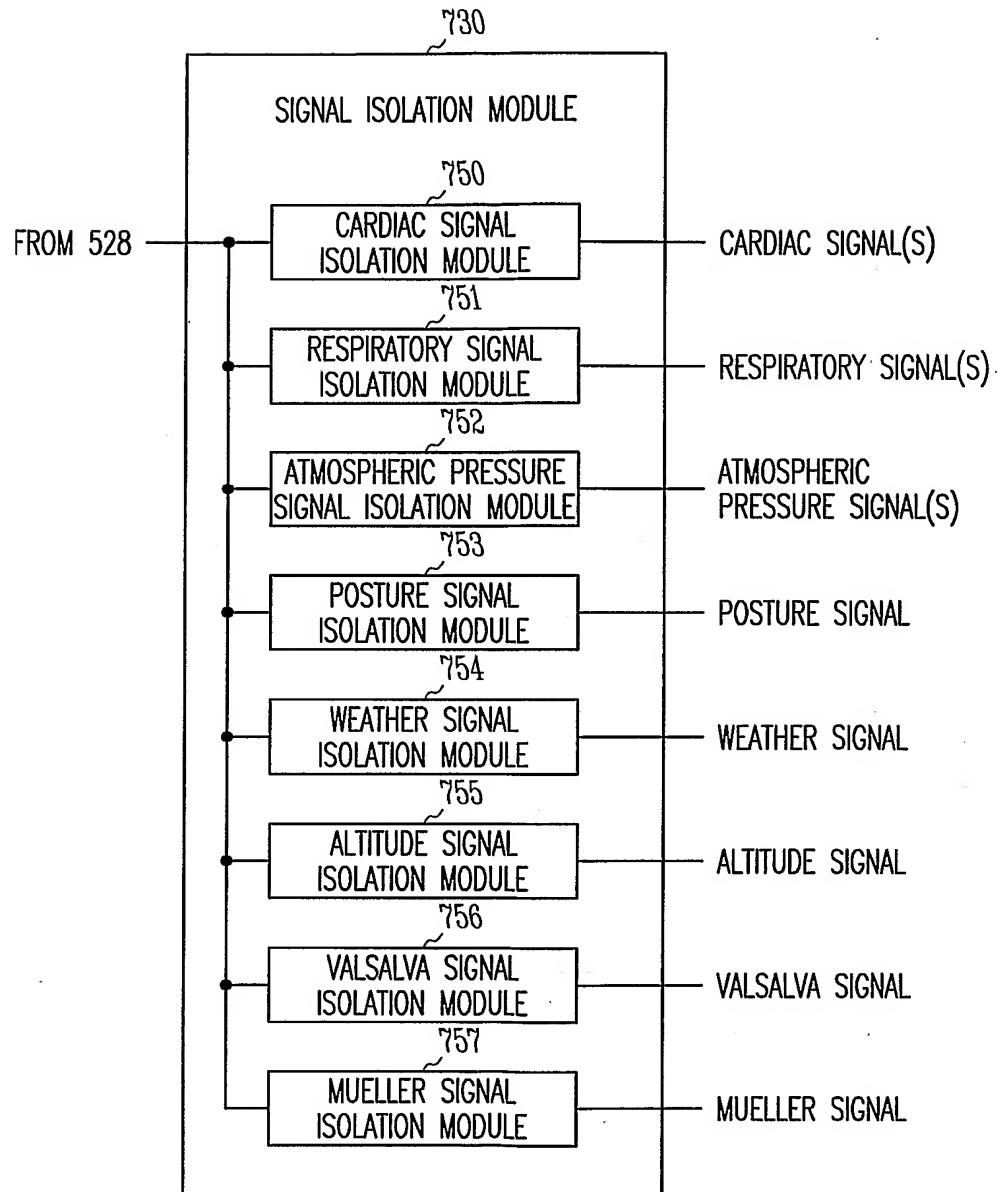 730
SIGNAL ISOLATION MODULE
750
FROM 528
CARDIAC SIGNAL
ISOLATION MODULE
CARDIAC SIGNAL(S)
751
RESPIRATORY SIGNAL
ISOLATION MODULE
RESPIRATORY SIGNAL(S)
752
ATMOSPHERIC PRESSURE
SIGNAL ISOLATION MODULE
ATMOSPHERIC
PRESSURE SIGNAL(S)
753
POSTURE SIGNAL
ISOLATION MODULE
POSTURE SIGNAL
754
WEATHER SIGNAL
ISOLATION MODULE
WEATHER SIGNAL
755
ALTITUDE SIGNAL
ISOLATION MODULE
ALTITUDE SIGNAL
756
VALSALVA SIGNAL
ISOLATION MODULE
VALSALVA SIGNAL
757
MUELLER SIGNAL
ISOLATION MODULE
MUELLER SIGNAL